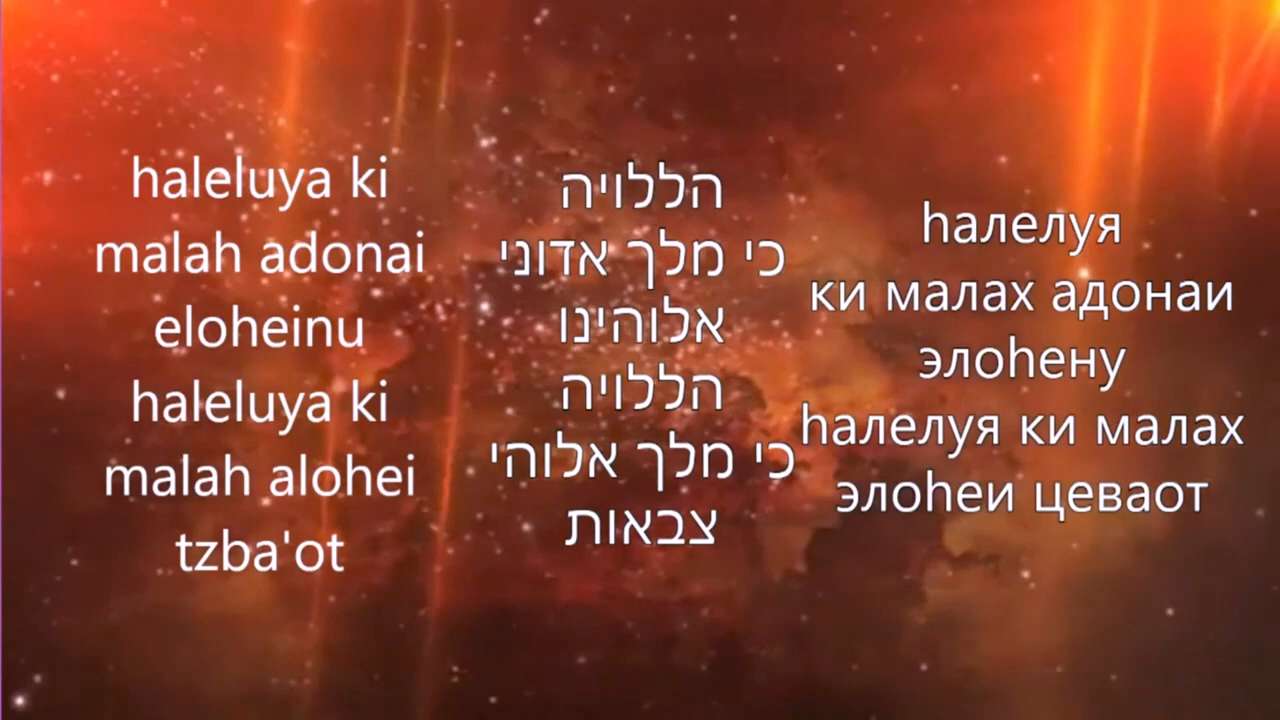 haleluya ki
malah adonai
eloheinu
haleluya ki
malah alohei
tzba'ot
הללויה
כי מלך אדוני
אלוהינו
הללויה
כי מלך אלוהי
צבאות
hалелуя
ки малах адонаи
элоhену
hалелуя ки малах
элоhеи цеваот